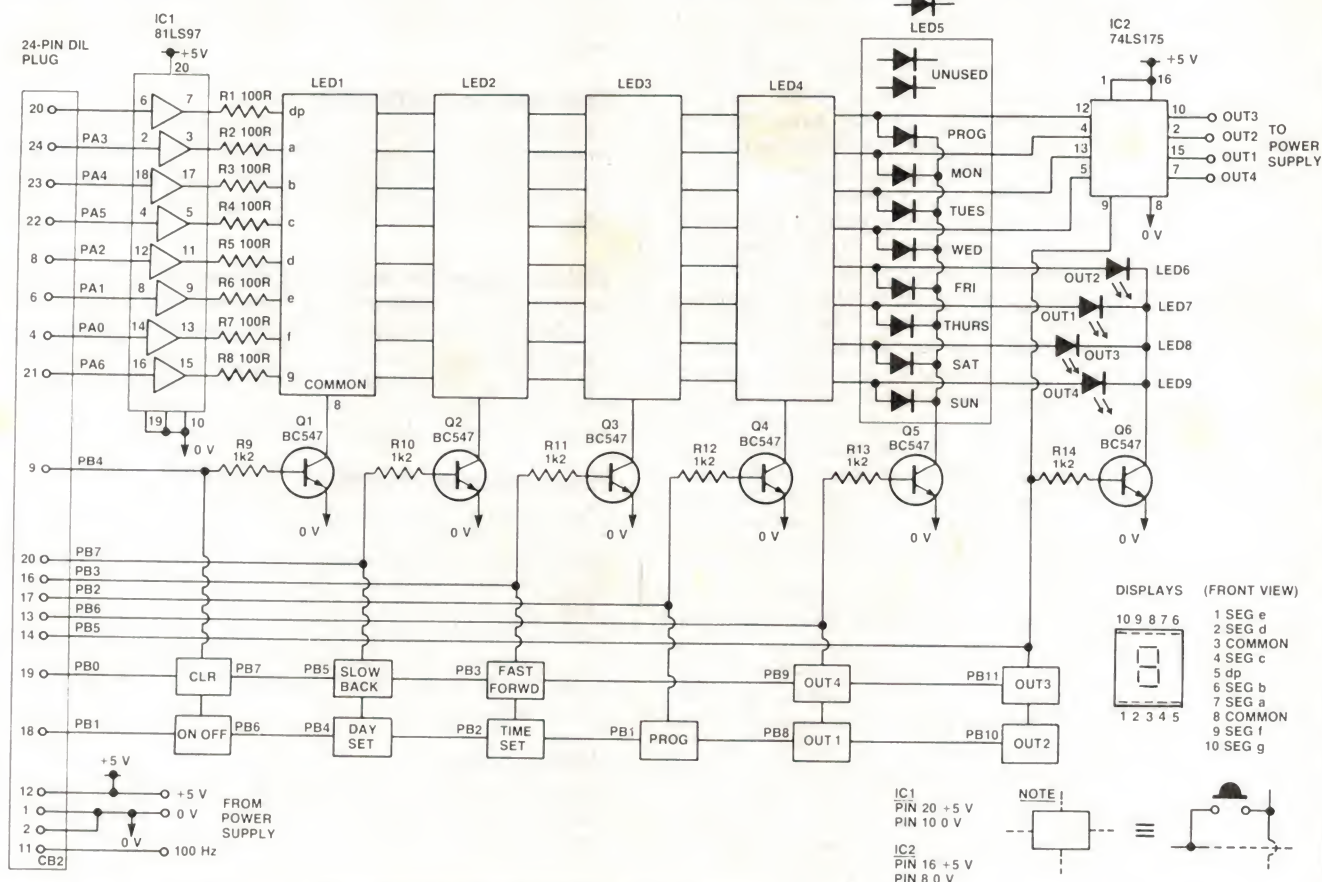 24-PIN DIL
PLUG
IC1
81LS97
+5V
20
LED1
LED2
LED3
LED4
LED5
UNUSED
IC2
74LS175
+5 V
1
16
20
6
7
R1 100R
dp
24
PA3
2
3
R2 100R
a
23
PA4
18
17
R3 100R
b
22
PA5
4
5
R4 100R
c
8
PA2
12
11
R5 100R
d
6
PA1
8
9
R6 100R
e
4
PA0
14
13
R7 100R
f
21
PA6
16
15
R8 100R
g
COMMON
8
19
10
0 V
PROG
MON
TUES
WED
FRI
THURS
SAT
SUN
12
4
13
5
10
2
15
7
9
8
0 V
OUT3
OUT2
OUT1
OUT4
TO
POWER
SUPPLY
OUT2
LED6
OUT1
LED7
OUT3
LED8
OUT4
LED9
9
PB4
R9
1k2
Q1
BC547
0 V
R10
1k2
Q2
BC547
0 V
R11
1k2
Q3
BC547
0 V
R12
1k2
Q4
BC547
0 V
R13
1k2
Q5
BC547
0 V
R14
1k2
Q6
BC547
0 V
20
PB7
16
PB3
17
PB2
13
PB6
14
PB5
19
PB0
CLR
PB7
PB5
SLOW
BACK
PB3
FAST
FORWD
PB9
OUT4
PB11
OUT3
18
PB1
ON OFF
PB6
PB4
DAY
SET
PB2
TIME
SET
PB1
PROG
PB8
OUT 1
PB10
OUT2
+5 V
12
+5 V
1
0 V
2
0 V
11
100 Hz
CB2
FROM
POWER
SUPPLY
DISPLAYS (FRONT VIEW)
10 9 8 7 6
1 2 3 4 5
1 SEG e
2 SEG d
3 COMMON
4 SEG c
5 dp
6 SEG b
7 SEG a
8 COMMON
9 SEG f
10 SEG g
IC1
PIN 20 +5 V
PIN 10 0 V
IC2
PIN 16 +5 V
PIN 8 0 V
NOTE